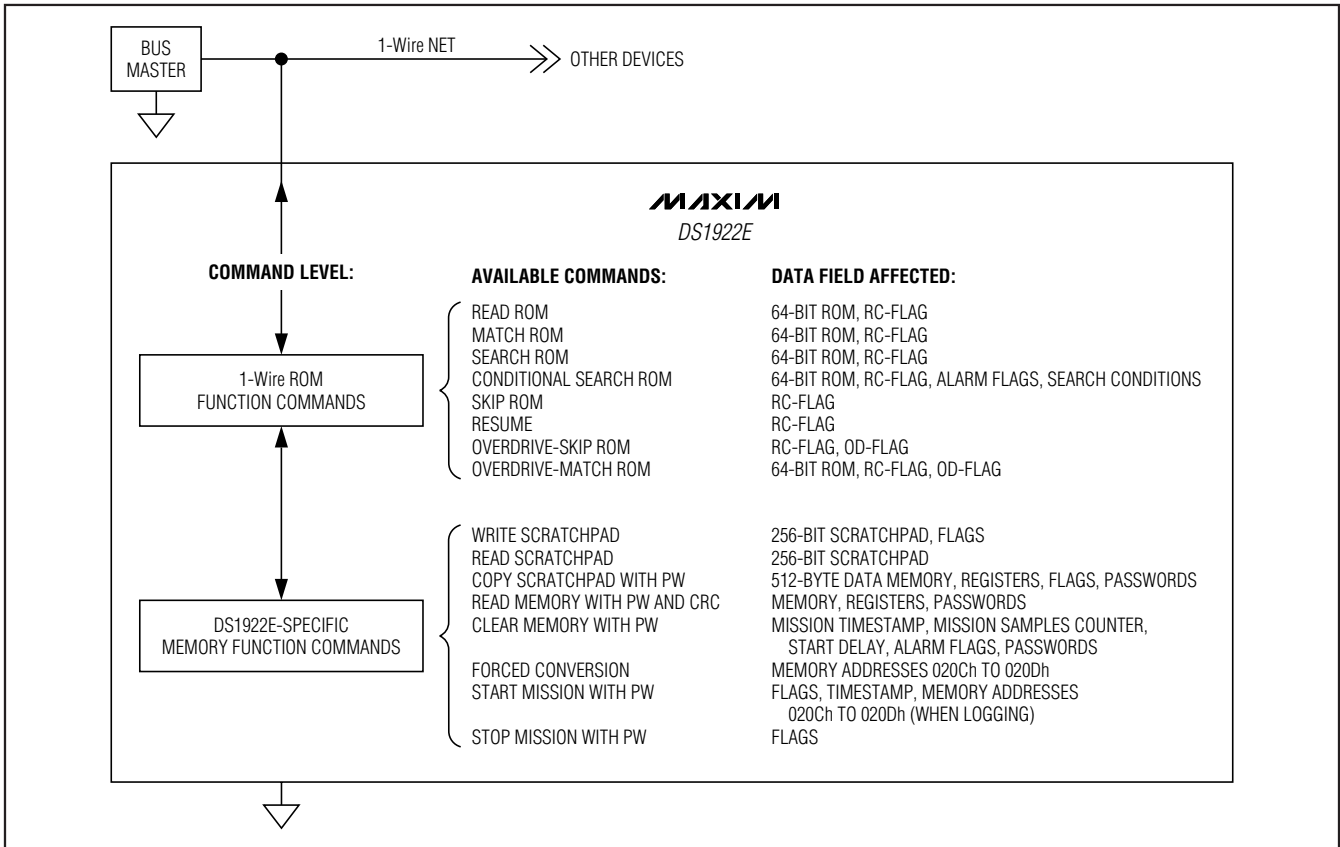 BUS
MASTER
1-Wire NET
OTHER DEVICES
MAXIM
DS1922E
COMMAND LEVEL:
AVAILABLE COMMANDS:
DATA FIELD AFFECTED:
1-Wire ROM
FUNCTION COMMANDS
READ ROM 64-BIT ROM, RC-FLAG
MATCH ROM 64-BIT ROM, RC-FLAG
SEARCH ROM 64-BIT ROM, RC-FLAG
CONDITIONAL SEARCH ROM 64-BIT ROM, RC-FLAG, ALARM FLAGS, SEARCH CONDITIONS
SKIP ROM RC-FLAG
RESUME RC-FLAG
OVERDRIVE-SKIP ROM RC-FLAG, OD-FLAG
OVERDRIVE-MATCH ROM 64-BIT ROM, RC-FLAG, OD-FLAG
DS1922E-SPECIFIC
MEMORY FUNCTION COMMANDS
WRITE SCRATCHPAD 256-BIT SCRATCHPAD, FLAGS
READ SCRATCHPAD 256-BIT SCRATCHPAD
COPY SCRATCHPAD WITH PW 512-BYTE DATA MEMORY, REGISTERS, FLAGS, PASSWORDS
READ MEMORY WITH PW AND CRC MEMORY, REGISTERS, PASSWORDS
CLEAR MEMORY WITH PW MISSION TIMESTAMP, MISSION SAMPLES COUNTER,
START DELAY, ALARM FLAGS, PASSWORDS
FORCED CONVERSION MEMORY ADDRESSES 020Ch TO 020Dh
START MISSION WITH PW FLAGS, TIMESTAMP, MEMORY ADDRESSES
020Ch TO 020Dh (WHEN LOGGING)
STOP MISSION WITH PW FLAGS